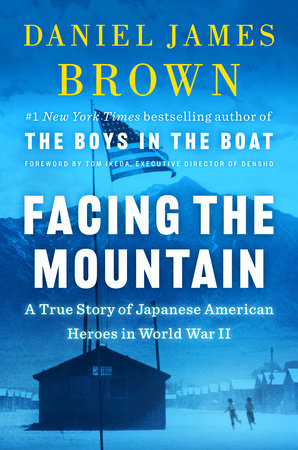 DANIEL JAMES
BROWN
#1 New York Times bestselling author of
THE BOYS IN THE BOAT
FOREWORD BY TOM IKEDA, EXECUTIVE DIRECTOR OF DENSHO
FACING THE
MOUNTAIN
A True Story of Japanese American
Heroes in World War II